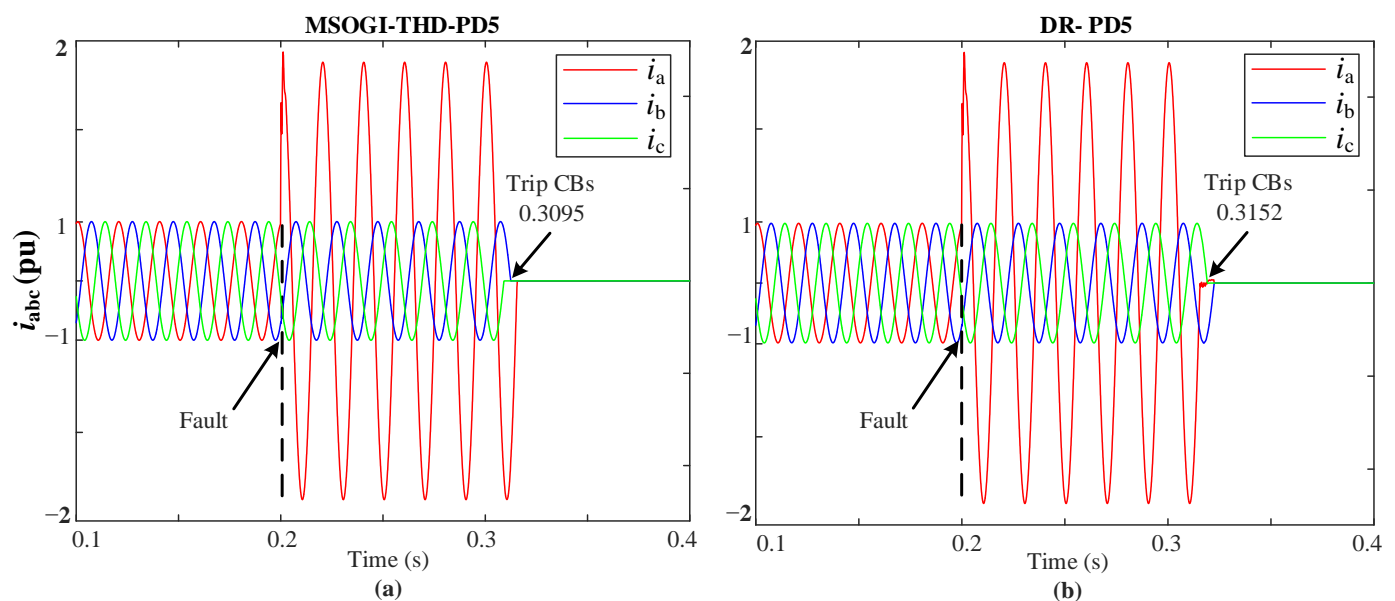 MSOGI-THD-PD5
2
1
−1
−2
i_abc (pu)
i_a
i_b
i_c
Trip CBs
0.3095
Fault
0.1
0.2
0.3
0.4
Time (s)
(a)
DR- PD5
2
1
−1
−2
i_a
i_b
i_c
Trip CBs
0.3152
Fault
0.1
0.2
0.3
0.4
Time (s)
(b)